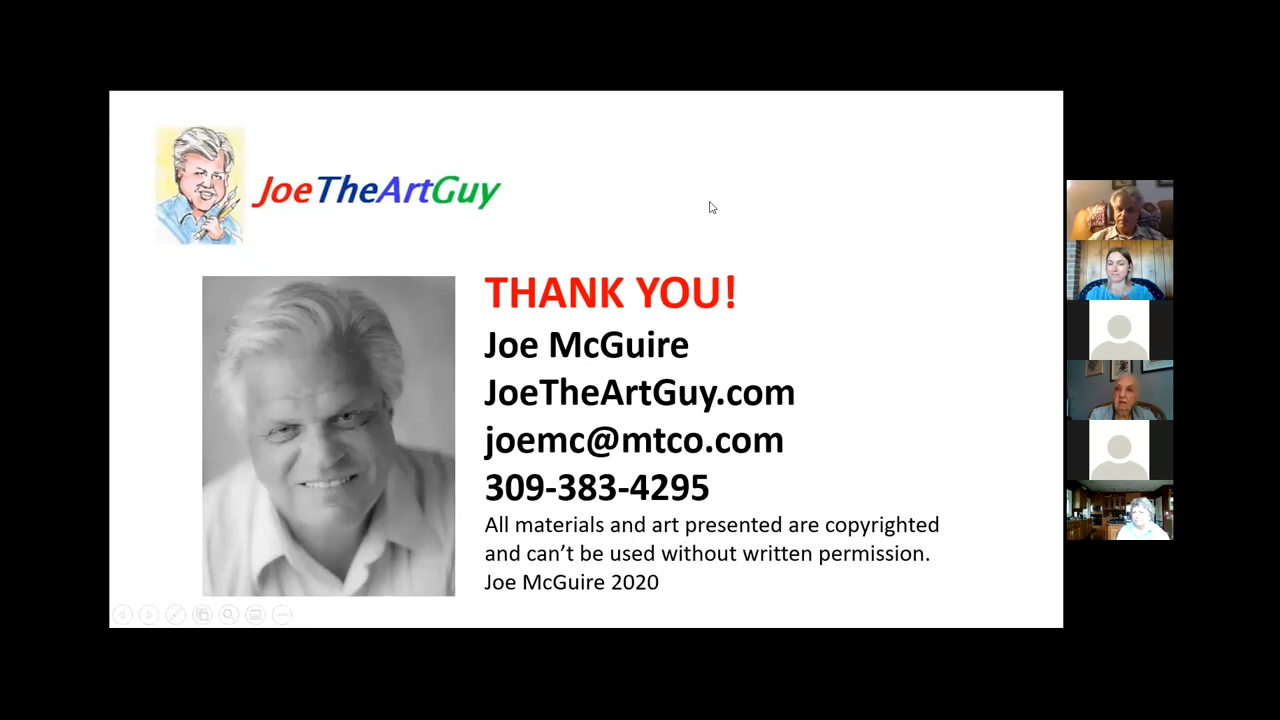 JoeTheArtGuy
THANK YOU!
Joe McGuire
JoeTheArtGuy.com
joemc@mtco.com
309-383-4295
All materials and art presented are copyrighted
and can’t be used without written permission.
Joe McGuire 2020